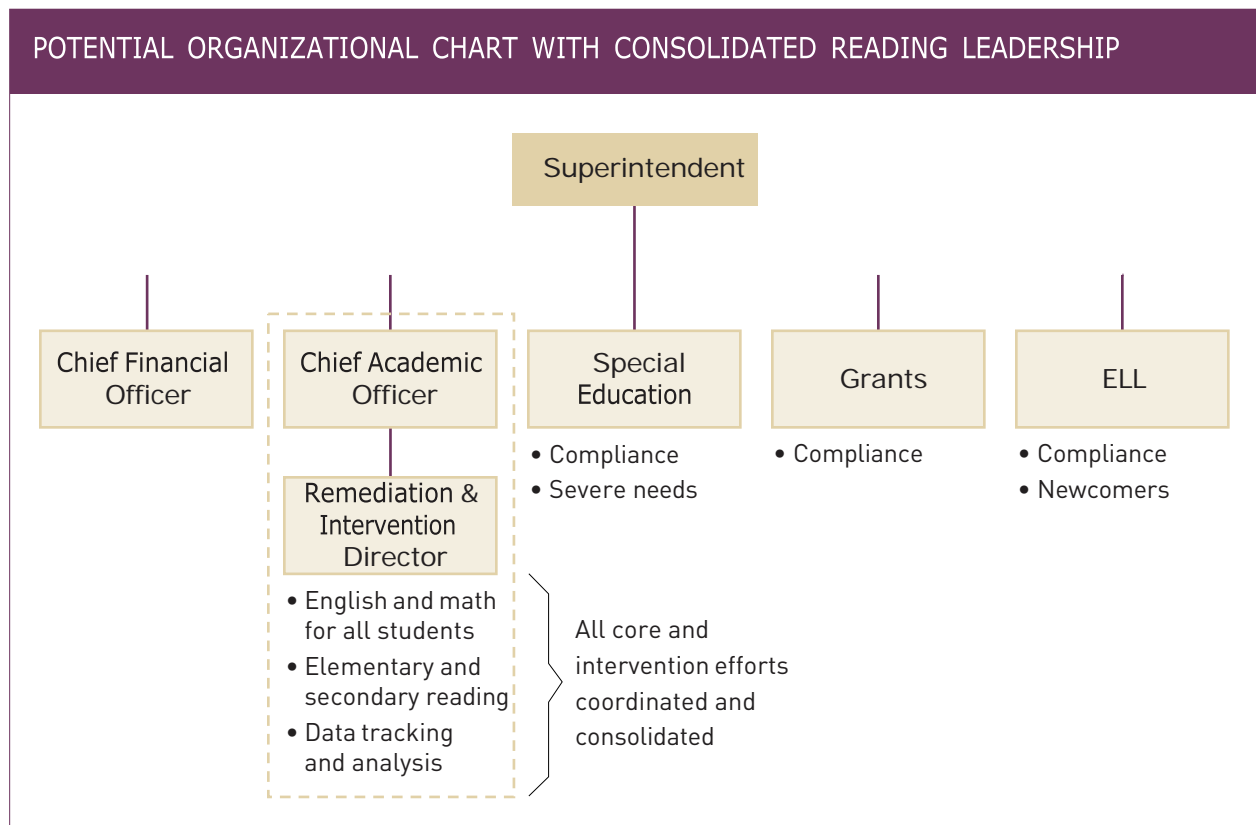 POTENTIAL ORGANIZATIONAL CHART WITH CONSOLIDATED READING LEADERSHIP
Superintendent
Chief Financial
Officer
Chief Academic
Officer
Special
Education
Grants
ELL
• Compliance
• Severe needs
• Compliance
• Compliance
• Newcomers
Remediation &
Intervention
Director
• English and math
for all students
• Elementary and
secondary reading
• Data tracking
and analysis
All core and
intervention efforts
coordinated and
consolidated